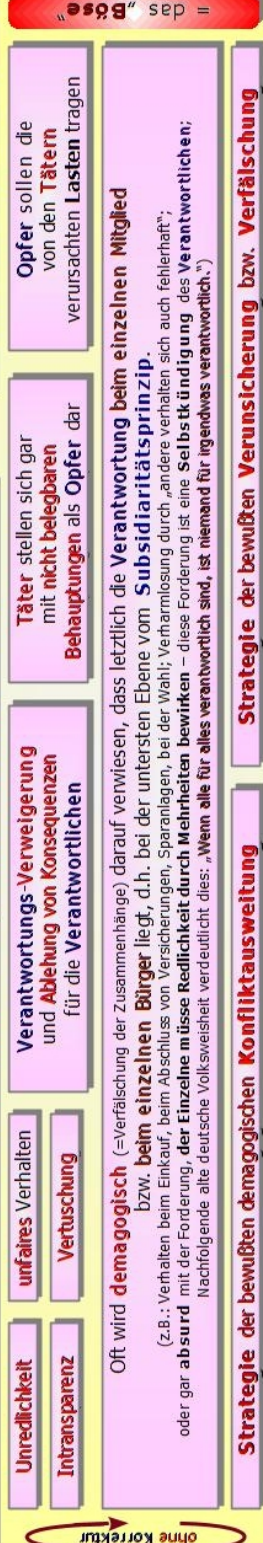 ohne Korrektur
Unredlichkeit
unfaires Verhalten
Intransparenz
Vertuschung
Verantwortungs-Verweigerung
und Ablehung von Konsequenzen
für die Verantwortlichen
Täter stellen sich gar
mit nicht belegbaren
Behauptungen als Opfer dar
Opfer sollen die
von den Tätern
verursachten Lasten tragen
= das "Böse"
Oft wird demagogisch (=Verfälschung der Zusammenhänge) darauf verwiesen, dass letztlich die Verantwortung beim einzelnen Mitglied
bzw. beim einzelnen Bürger liegt, d.h. bei der untersten Ebene vom Subsidiaritätsprinzip.
(z.B.: Verhalten beim Einkauf, beim Abschluss von Versicherungen, Sparanlagen, bei der Wahl; Verharmlosung durch „andere verhalten sich auch fehlerhaft";
oder gar absurd mit der Forderung, der Einzelne müsse Redlichkeit durch Mehrheiten bewirken – diese Forderung ist eine Selbstkündigung des Verantwortlichen;
Nachfolgende alte deutsche Volksweisheit verdeutlicht dies: „Wenn alle für alles verantwortlich sind, ist niemand für irgendwas verantwortlich.")
Strategie der bewußten demagogischen Konfliktausweitung
Strategie der bewußten Verunsicherung bzw. Verfälschung